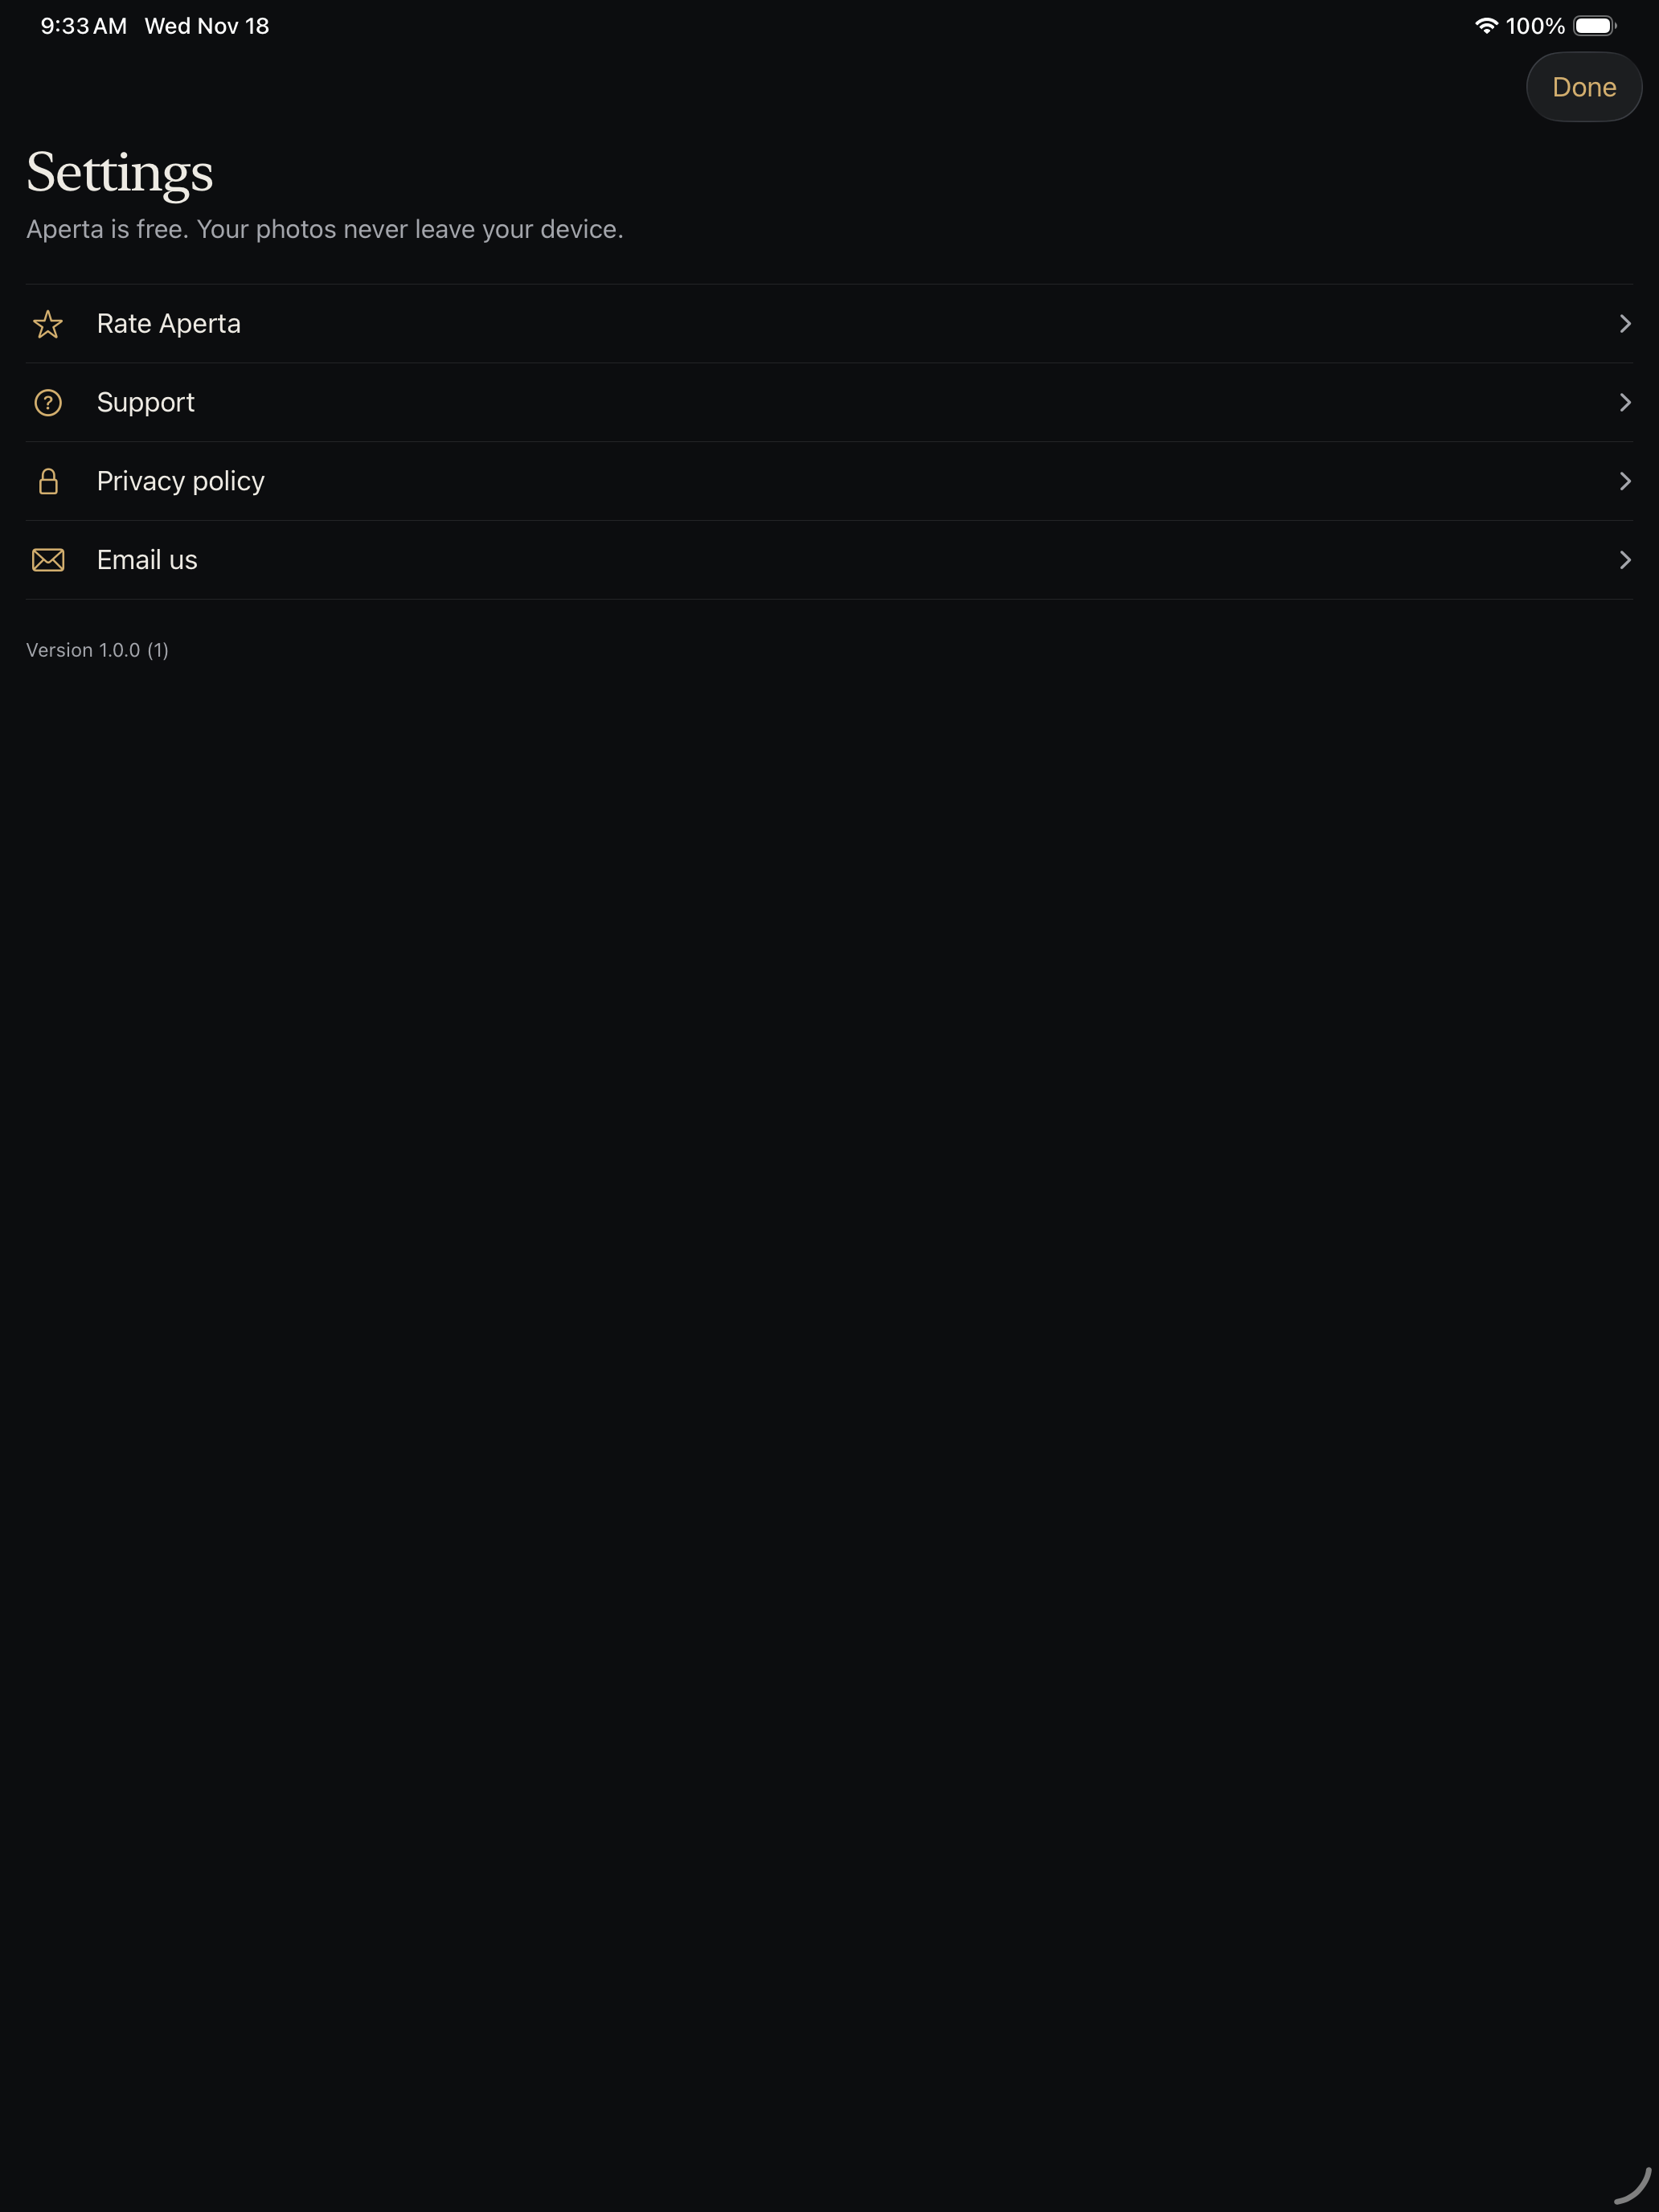 9:33 AM Wed Nov 18
100%
Done
Settings
Aperta is free. Your photos never leave your device.
Rate Aperta
Support
Privacy policy
Email us
Version 1.0.0 (1)